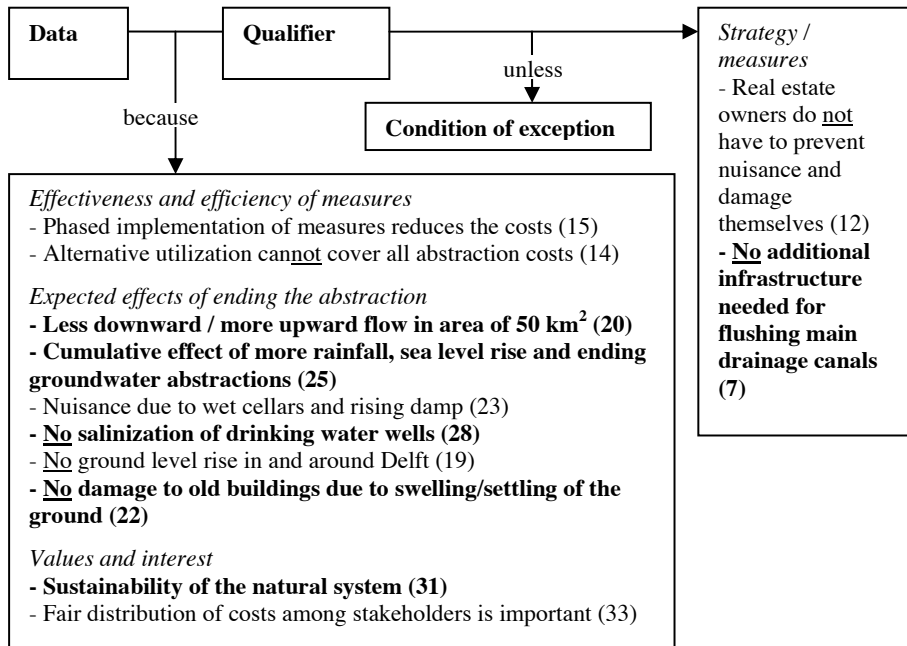 Data
Qualifier
because
unless
Condition of exception
Strategy /
measures
- Real estate
owners do not
have to prevent
nuisance and
damage
themselves (12)
- No additional
infrastructure
needed for
flushing main
drainage canals
(7)
Effectiveness and efficiency of measures
- Phased implementation of measures reduces the costs (15)
- Alternative utilization cannot cover all abstraction costs (14)
Expected effects of ending the abstraction
- Less downward / more upward flow in area of 50 km² (20)
- Cumulative effect of more rainfall, sea level rise and ending
groundwater abstractions (25)
- Nuisance due to wet cellars and rising damp (23)
- No salinization of drinking water wells (28)
- No ground level rise in and around Delft (19)
- No damage to old buildings due to swelling/settling of the
ground (22)
Values and interest
- Sustainability of the natural system (31)
- Fair distribution of costs among stakeholders is important (33)